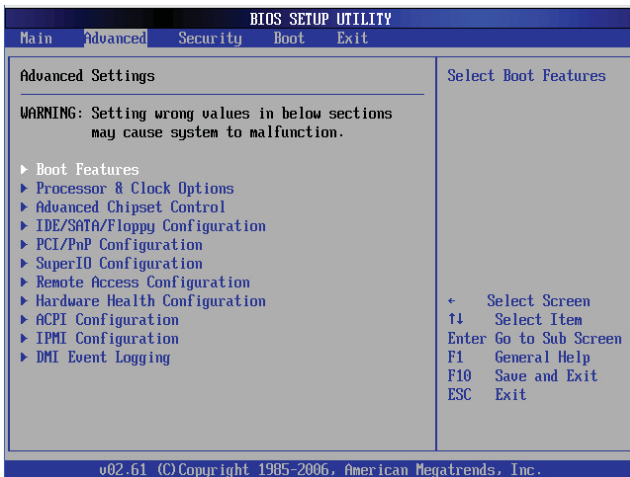 BIOS SETUP UTILITY
Main Advanced Security Boot Exit
Advanced Settings
WARNING: Setting wrong values in below sections
may cause system to malfunction.
▶ Boot Features
▶ Processor & Clock Options
▶ Advanced Chipset Control
▶ IDE/SATA/Floppy Configuration
▶ PCI/PnP Configuration
▶ SuperIO Configuration
▶ Remote Access Configuration
▶ Hardware Health Configuration
▶ ACPI Configuration
▶ IPMI Configuration
▶ DMI Event Logging
Select Boot Features
← Select Screen
↑↓ Select Item
Enter Go to Sub Screen
F1 General Help
F10 Save and Exit
ESC Exit
v02.61 (C)Copyright 1985-2006, American Megatrends, Inc.